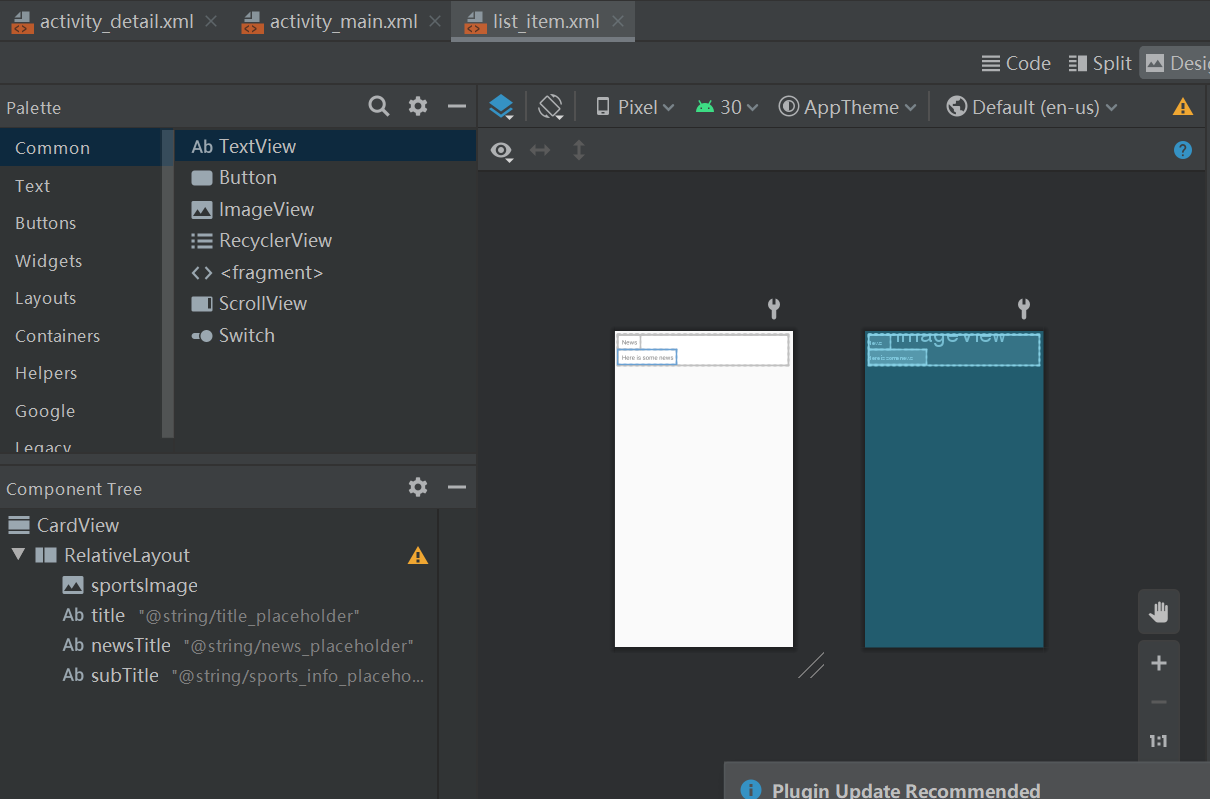 activity_detail.xml activity_main.xml list_item.xml
Code Split Desig
Palette
Pixel 30 AppTheme Default (en-us)
Common
Text
Buttons
Widgets
Layouts
Containers
Helpers
Google
Legacy
Ab TextView
Button
ImageView
RecyclerView
<> <fragment>
ScrollView
Switch
News
Here is some news
ImageView
News
Here is some news
Component Tree
CardView
RelativeLayout
sportsImage
Ab title "@string/title_placeholder"
Ab newsTitle "@string/news_placeholder"
Ab subTitle "@string/sports_info_placeho...
1:1
Plugin Update Recommended